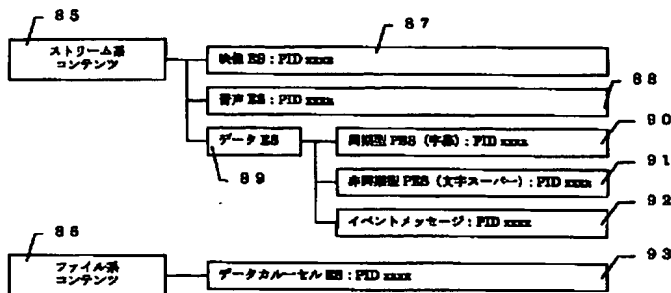 85
87
ストリーム系
コンテンツ
映像 ES：PID xxxx
88
音声 ES：PID xxxx
90
データ ES
同期型 PES（字幕）：PID xxxx
89
91
非同期型 PES（文字スーパー）：PID xxxx
92
イベントメッセージ：PID xxxx
86
93
ファイル系
コンテンツ
データカルーセル ES：PID xxxx